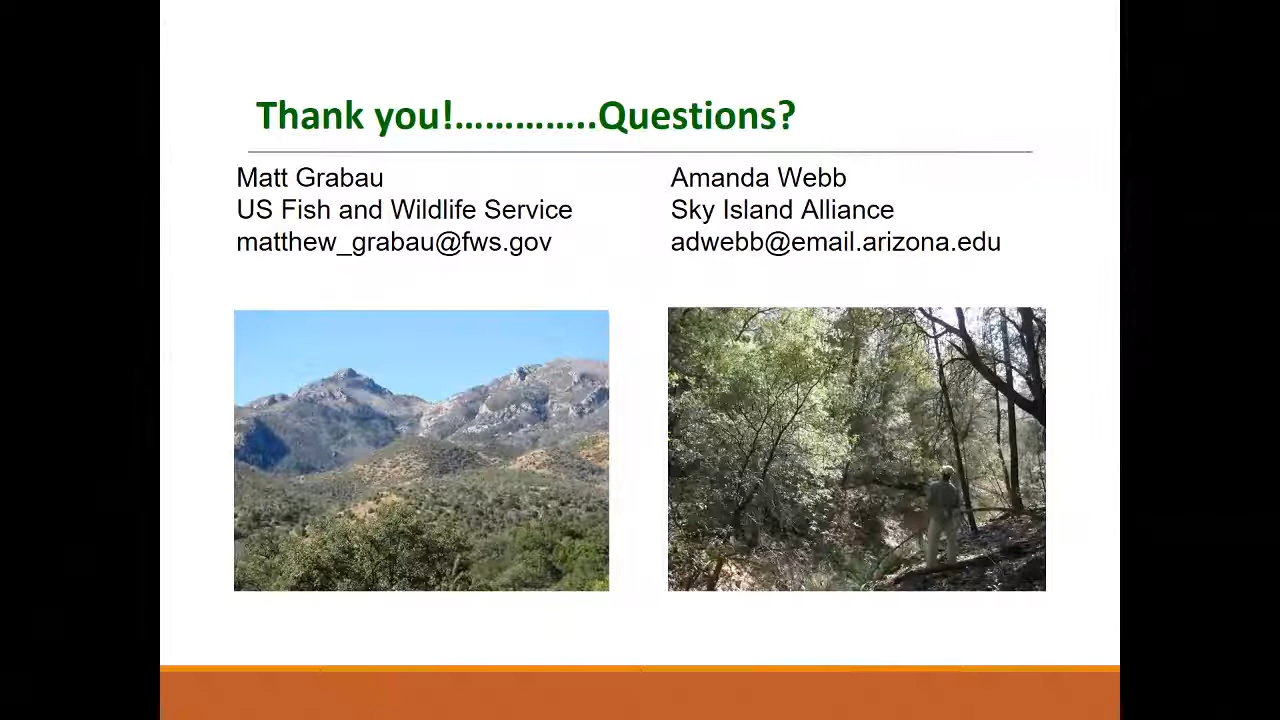 Thank you!…………..Questions?
Matt Grabau
US Fish and Wildlife Service
matthew_grabau@fws.gov
Amanda Webb
Sky Island Alliance
adwebb@email.arizona.edu